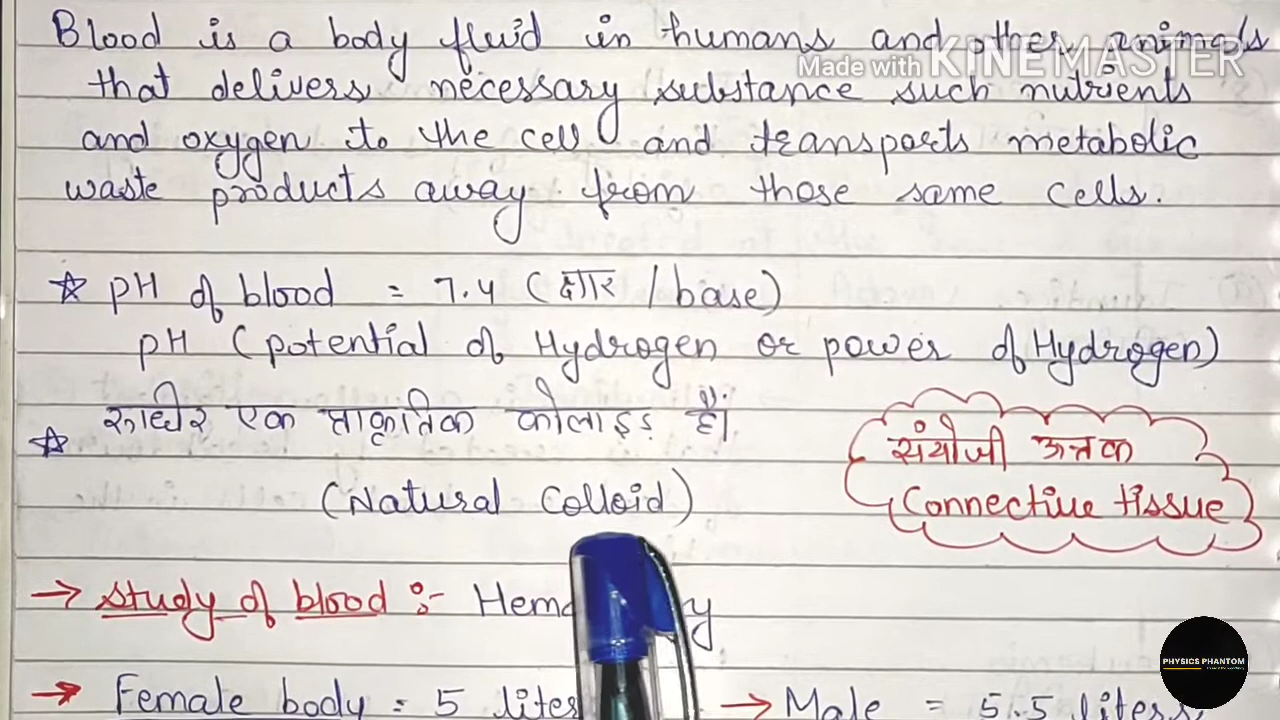 Blood is a body fluid in humans and other animals
Made with KINEMASTER
that delivers necessary substance such nutrients
and oxygen to the cell and transports metabolic
waste products away from those same cells.
☆ pH of blood = 7.4 (क्षार / base)
pH (potential of Hydrogen or power of Hydrogen)
☆ एक प्राकृतिक कोलाइड है।
(Natural Colloid)
संयोजी ऊतक
Connective tissue
→ study of blood :-
→ Female body = 5 liters → Male = 5.5 liters
PHYSICS PHANTOM